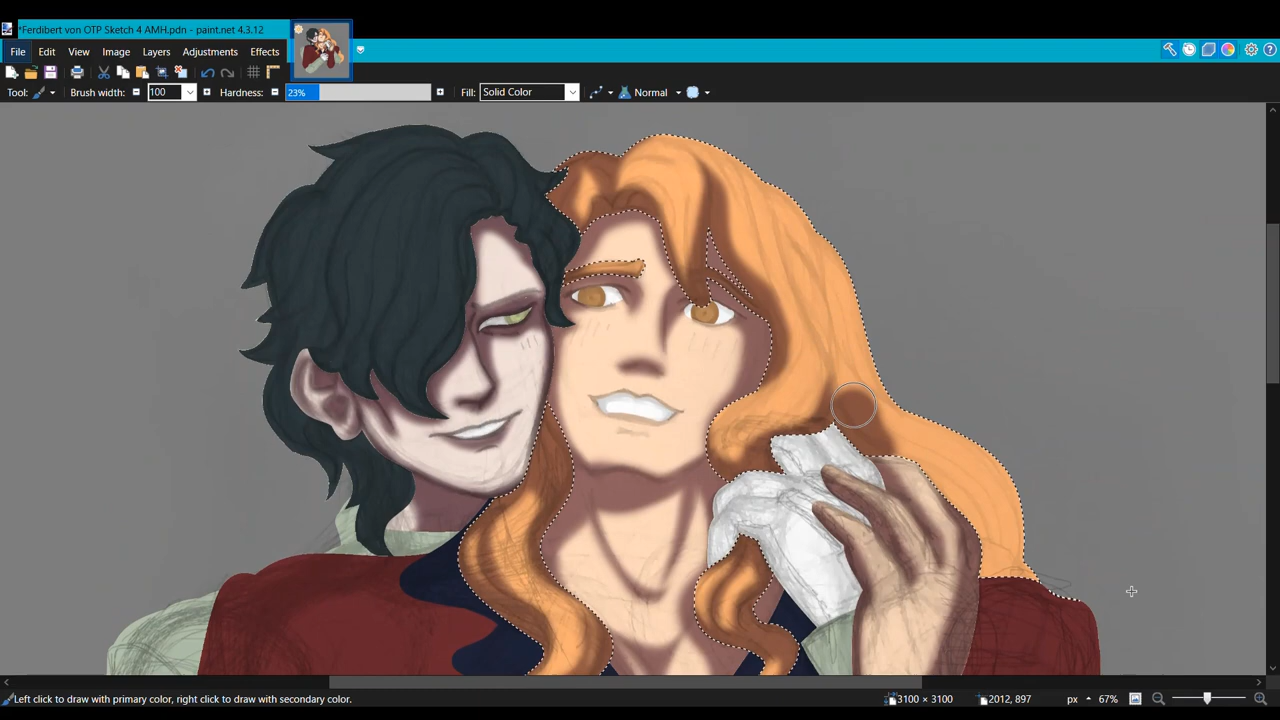 *Ferdibert von OTP Sketch 4 AMH.pdn - paint.net 4.3.12
File Edit View Image Layers Adjustments Effects
Tool: Brush width: 100 Hardness: 23% Fill: Solid Color Normal
Left click to draw with primary color, right click to draw with secondary color. 3100 × 3100 2012, 897 px 67%